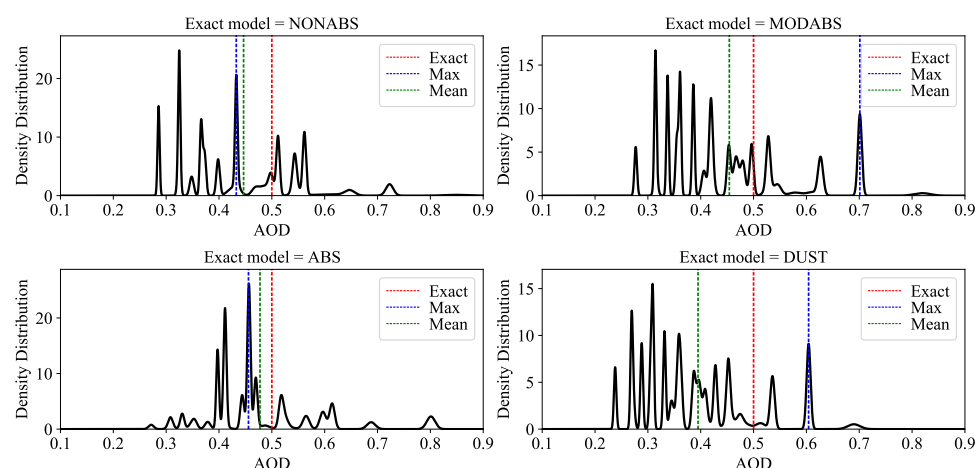 Exact model = NONABS
Density Distribution
20
10
0
Exact
Max
Mean
0.1 0.2 0.3 0.4 0.5 0.6 0.7 0.8 0.9
AOD
Exact model = MODABS
Density Distribution
15
10
5
0
Exact
Max
Mean
0.1 0.2 0.3 0.4 0.5 0.6 0.7 0.8 0.9
AOD
Exact model = ABS
Density Distribution
20
10
0
Exact
Max
Mean
0.1 0.2 0.3 0.4 0.5 0.6 0.7 0.8 0.9
AOD
Exact model = DUST
Density Distribution
15
10
5
0
Exact
Max
Mean
0.1 0.2 0.3 0.4 0.5 0.6 0.7 0.8 0.9
AOD